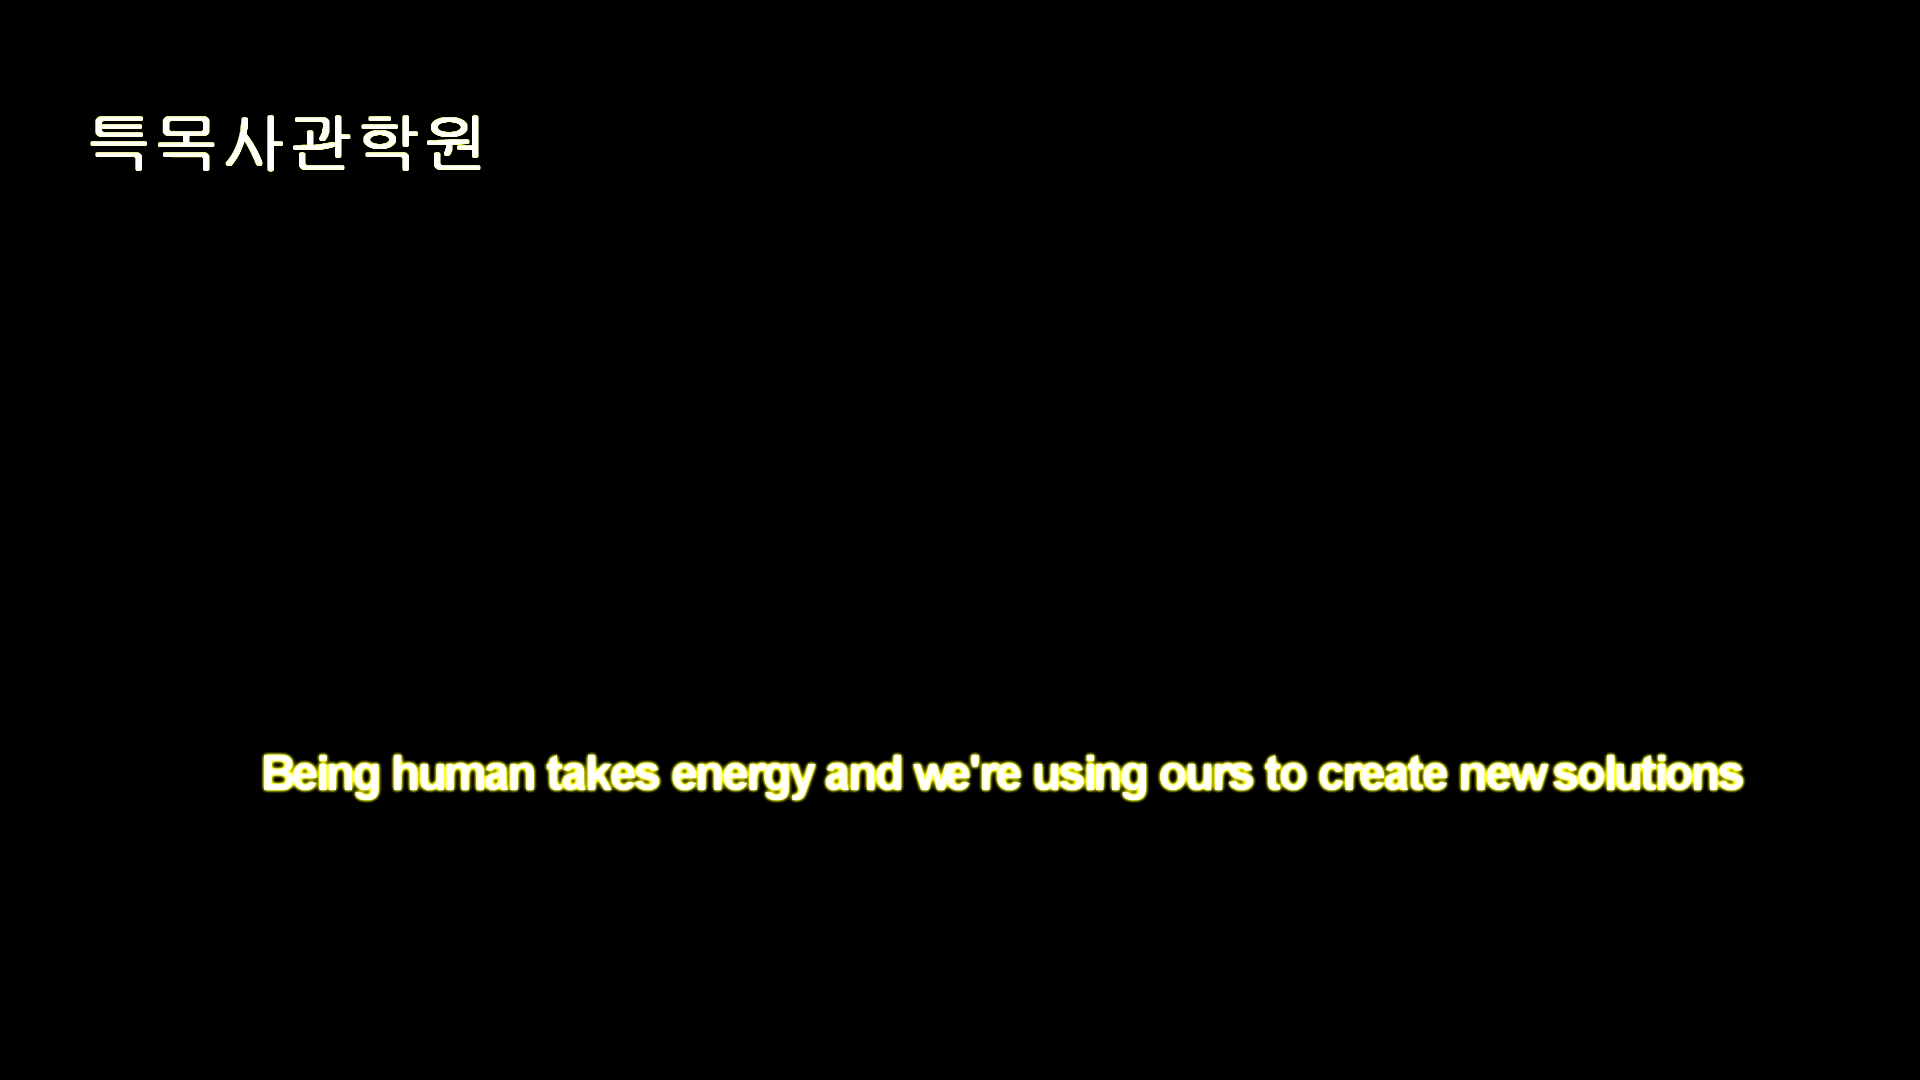 특목사관학원
Being human takes energy and we're using ours to create new solutions